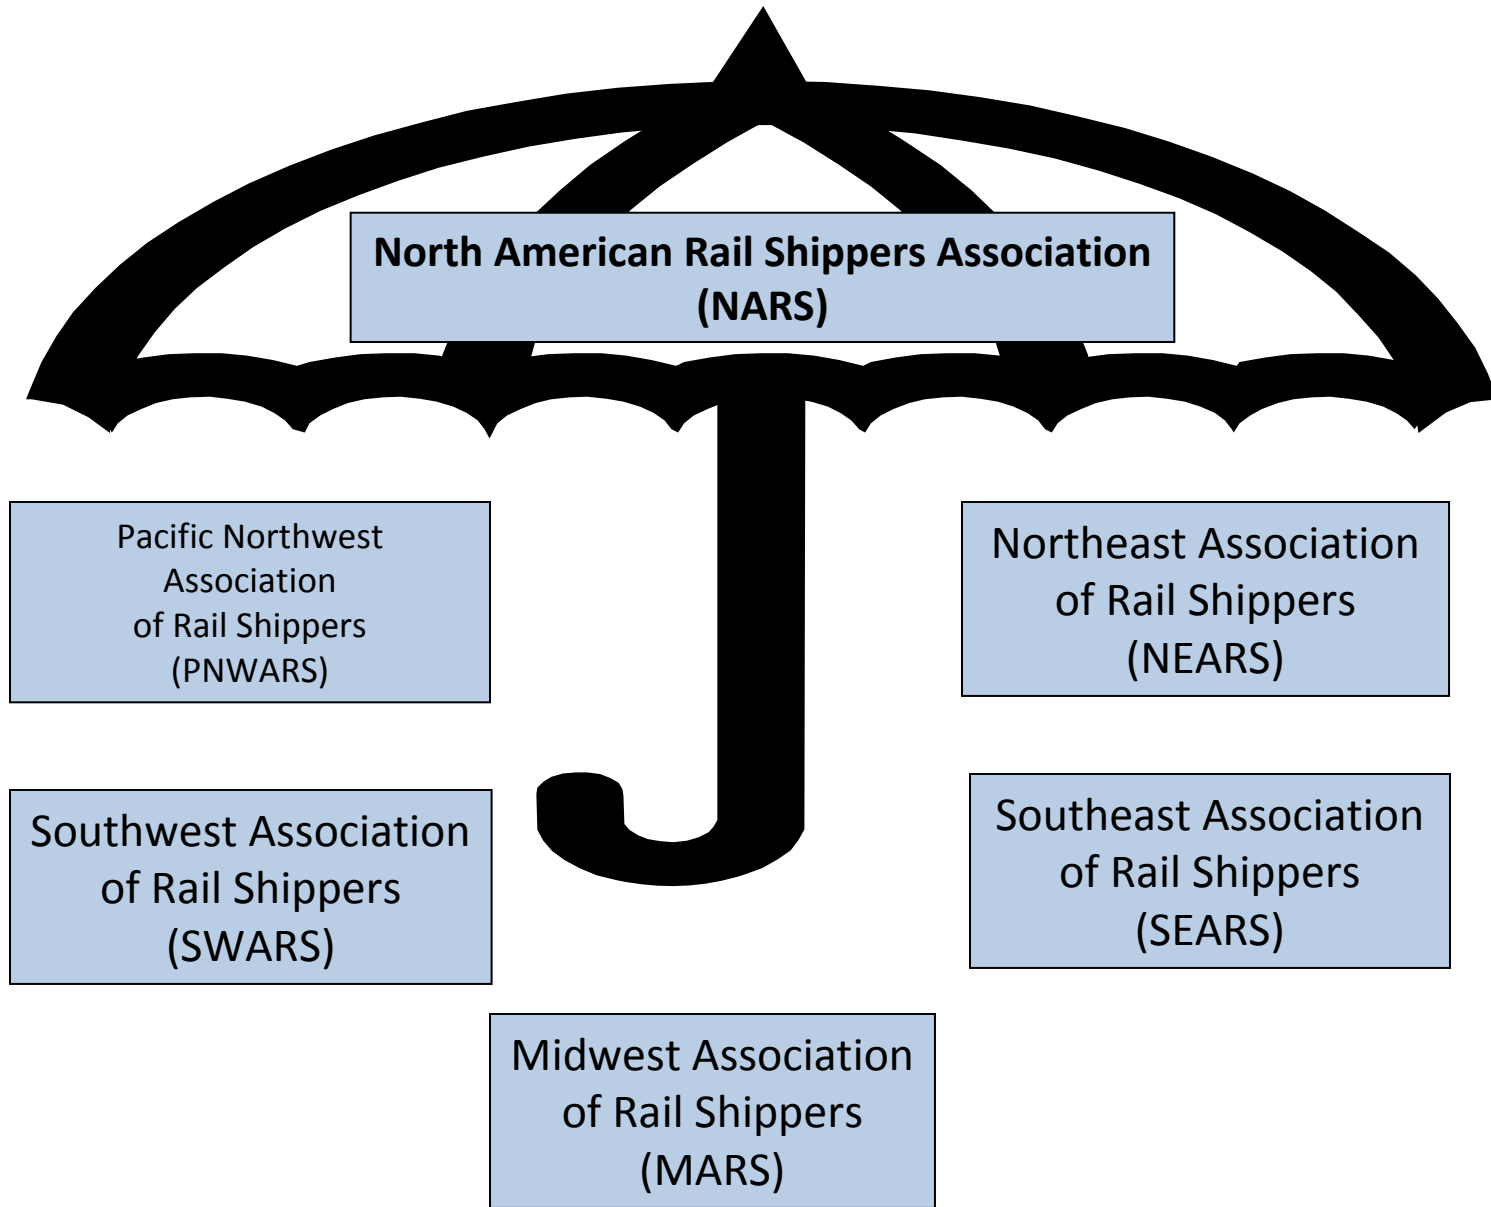 North American Rail Shippers Association
(NARS)
Pacific Northwest
Association
of Rail Shippers
(PNWARS)
Northeast Association
of Rail Shippers
(NEARS)
Southwest Association
of Rail Shippers
(SWARS)
Southeast Association
of Rail Shippers
(SEARS)
Midwest Association
of Rail Shippers
(MARS)